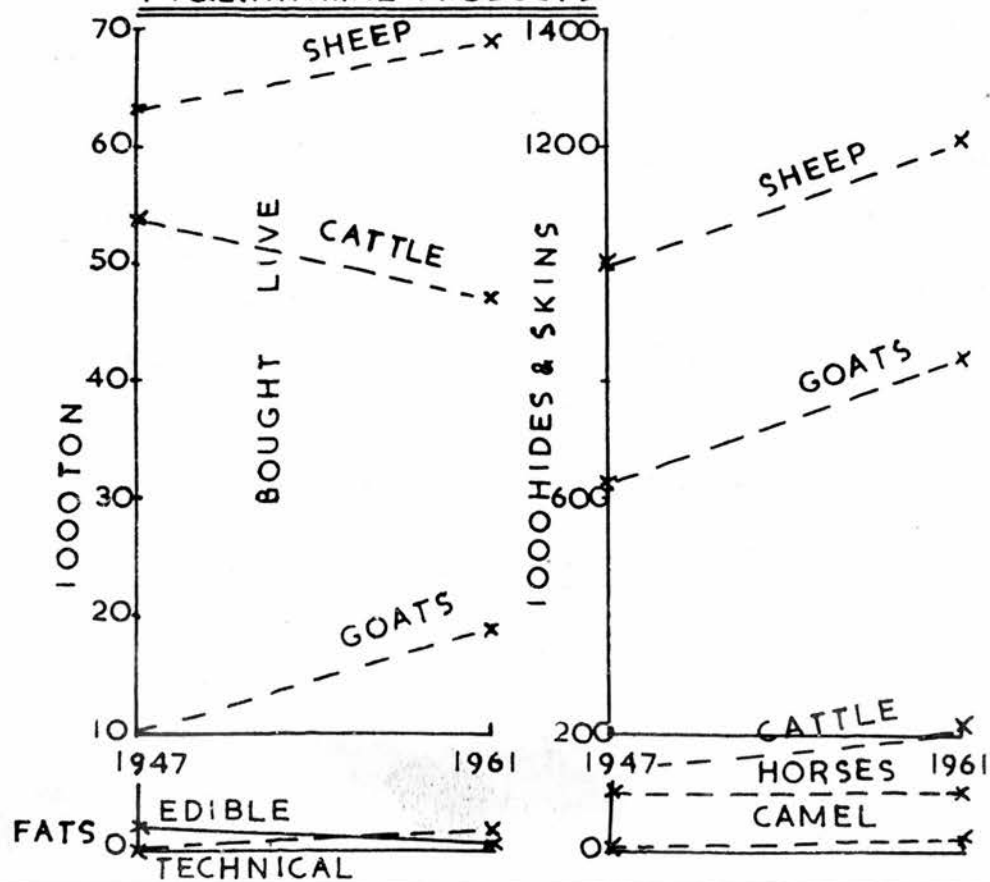 70
SHEEP
60
CATTLE
50
BOUGHT LIVE
40
1000 TON
30
GOATS
20
10
1947 1961
EDIBLE
FATS
0
TECHNICAL
1400
1200
SHEEP
1000 HIDES & SKINS
GOATS
600
CATTLE
200
1947 1961
HORSES
CAMEL
0